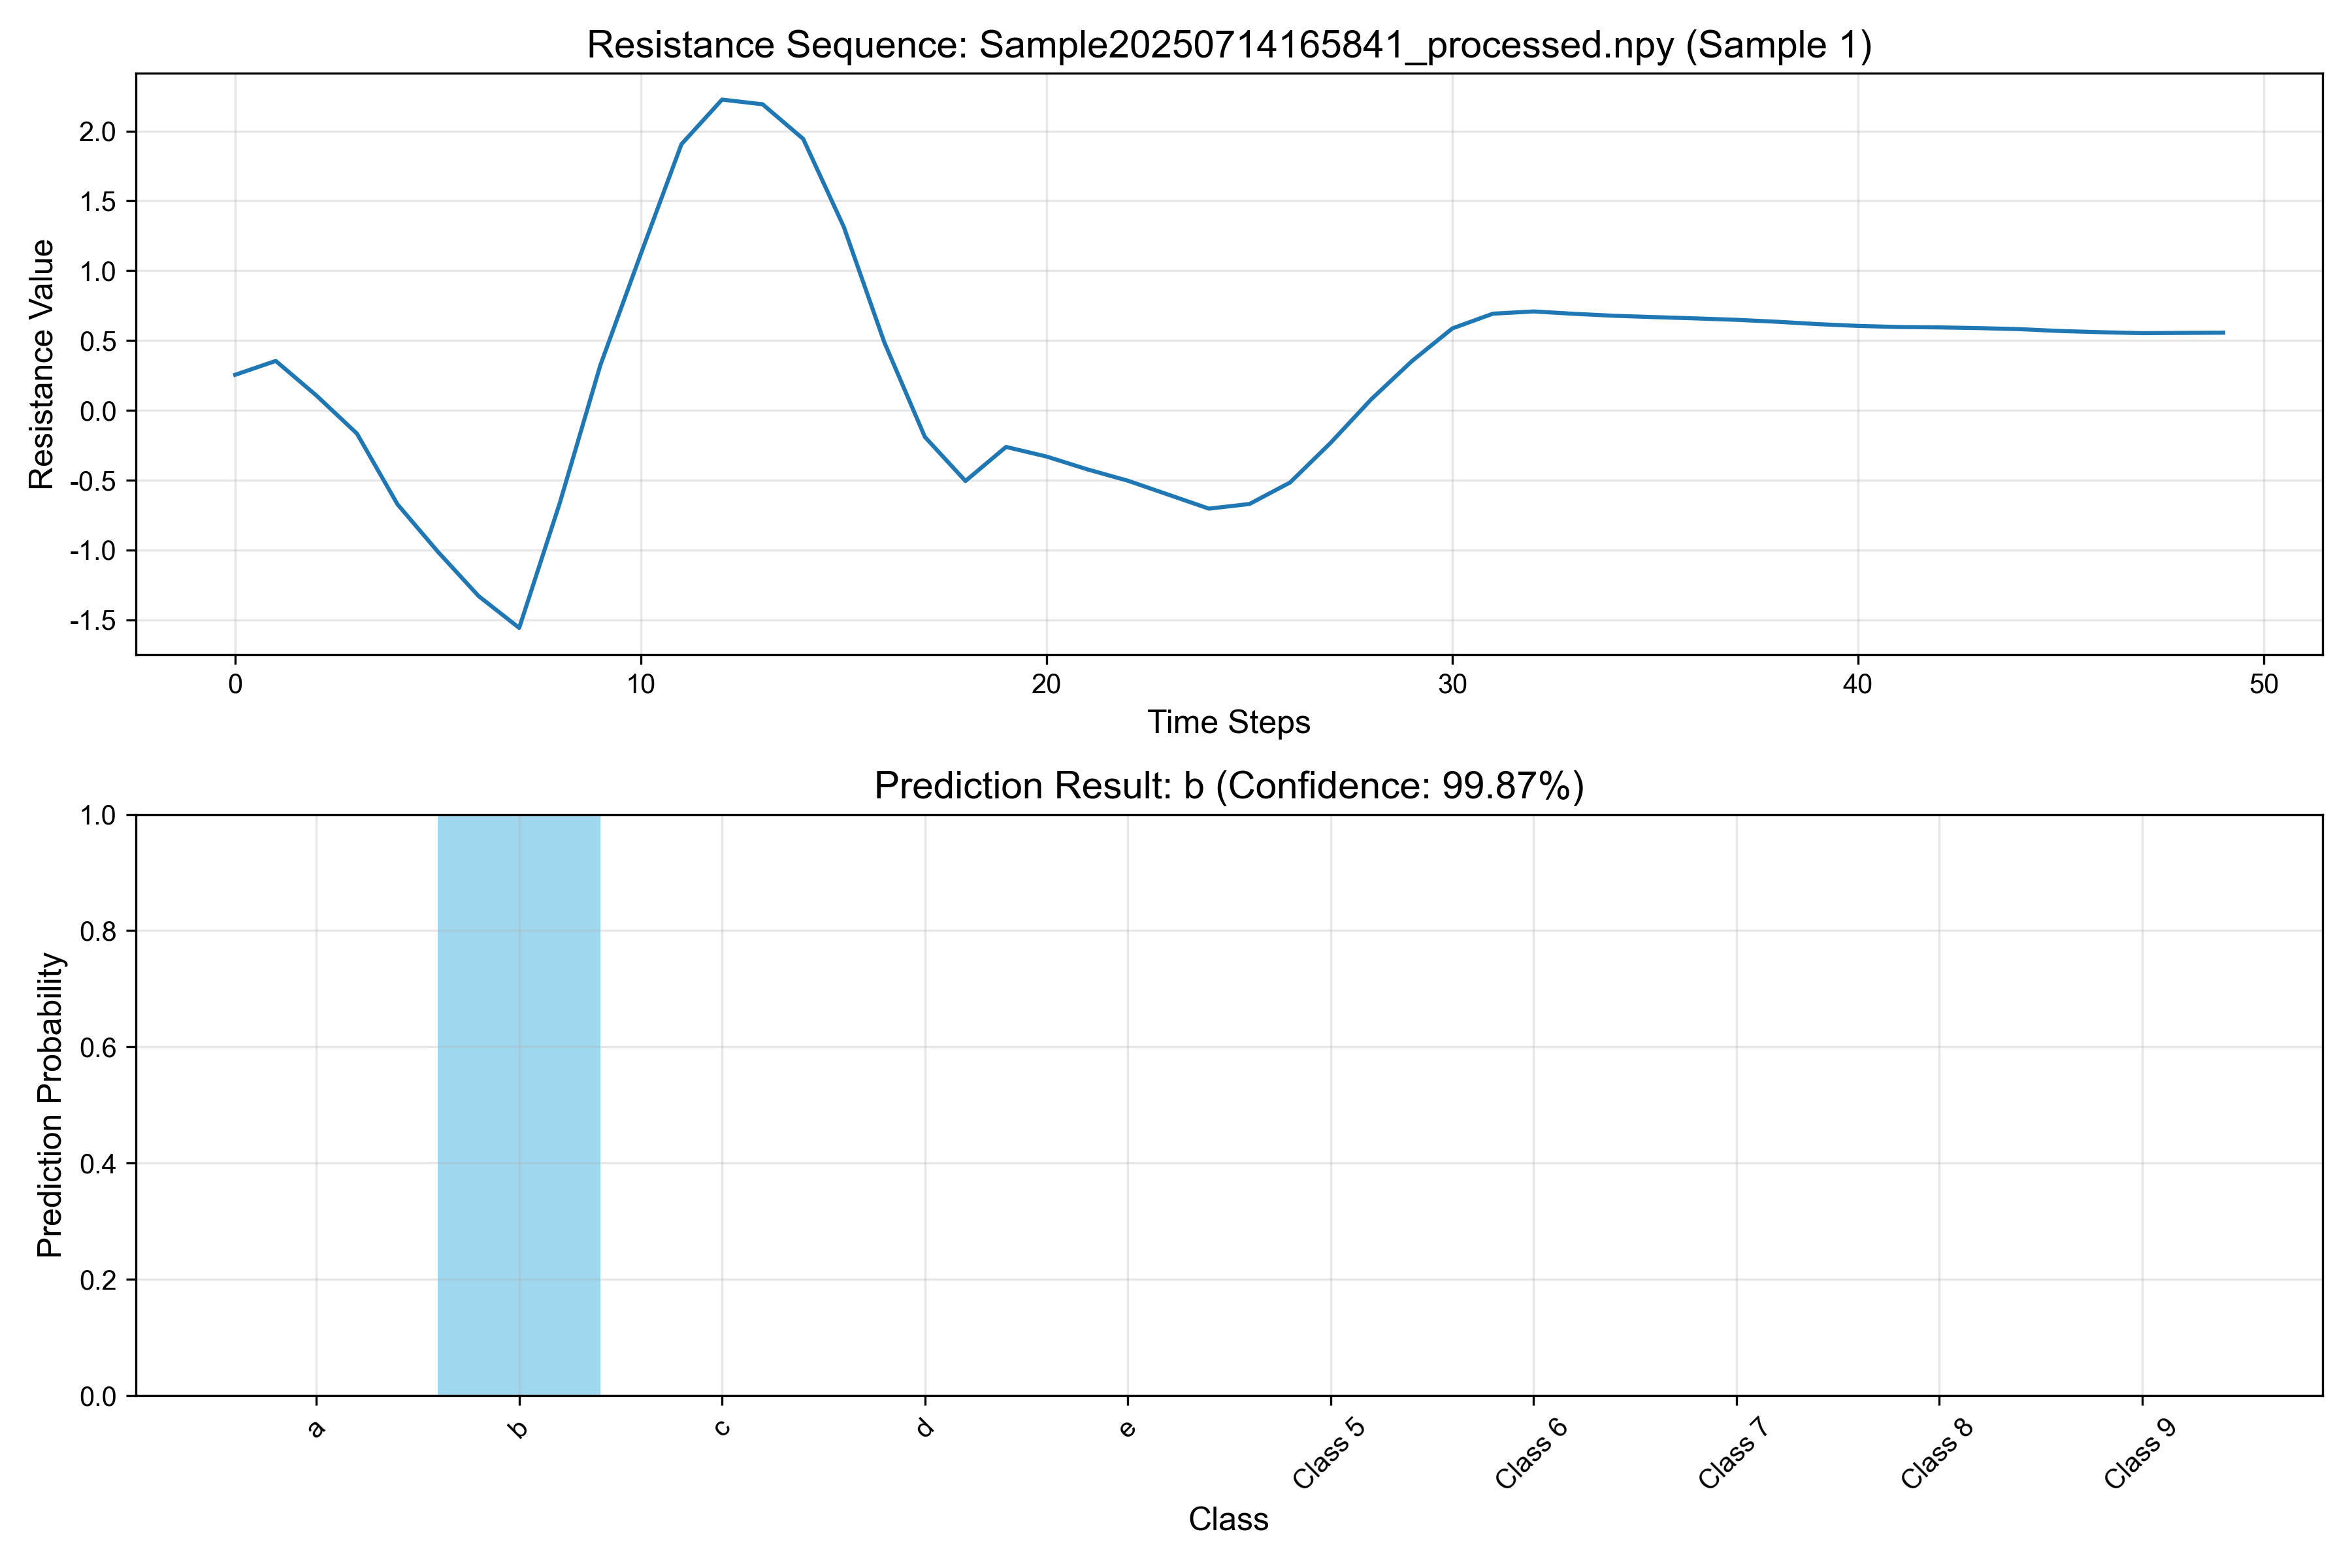 Resistance Sequence: Sample20250714165841_processed.npy (Sample 1)
Resistance Value
2.0
1.5
1.0
0.5
0.0
-0.5
-1.0
-1.5
0 10 20 30 40 50
Time Steps
Prediction Result: b (Confidence: 99.87%)
Prediction Probability
1.0
0.8
0.6
0.4
0.2
0.0
a b c d e Class 5 Class 6 Class 7 Class 8 Class 9
Class